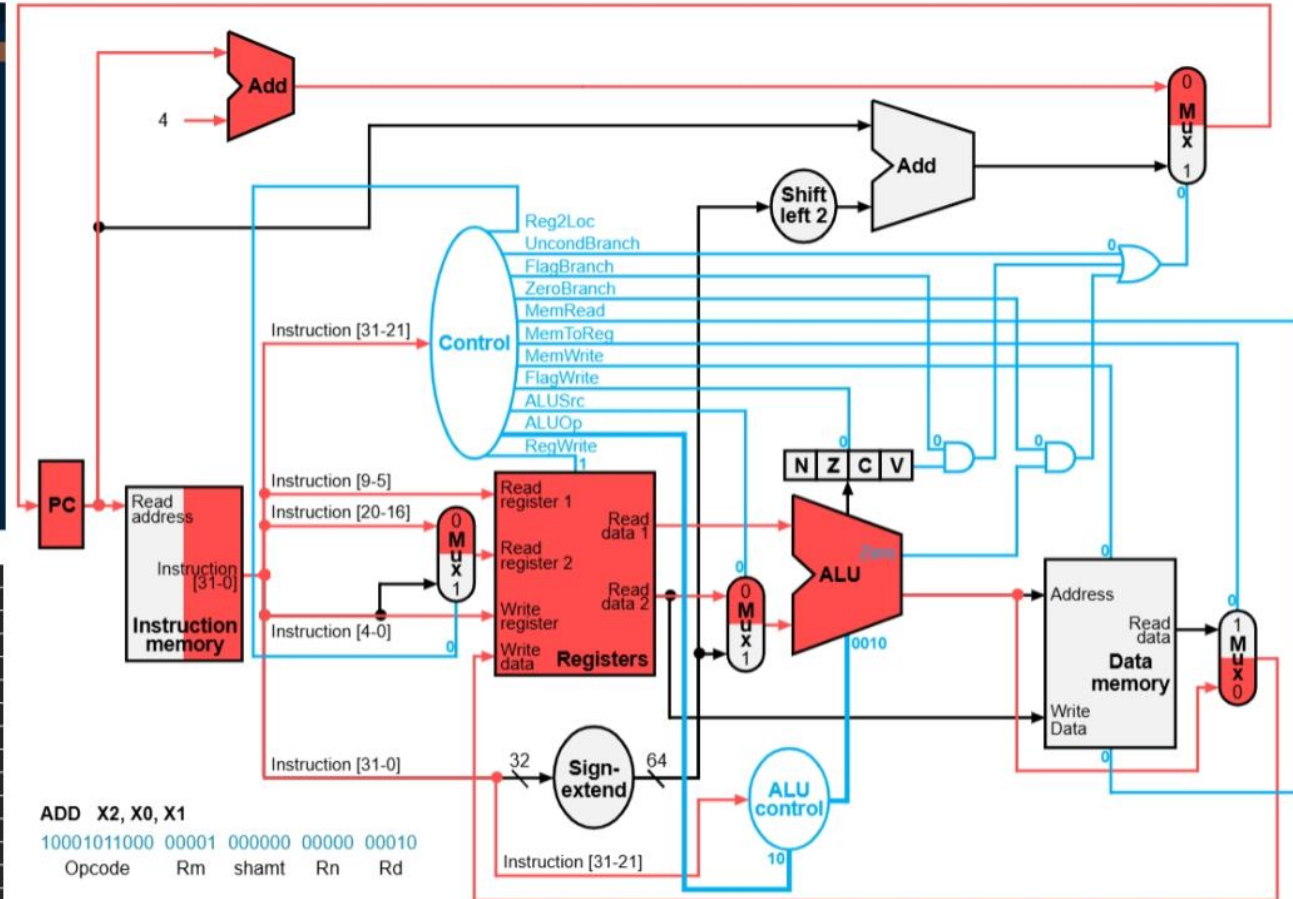 Add
4
0
Mux
1
0
Add
Shift
left 2
Reg2Loc
UncondBranch
0
FlagBranch
ZeroBranch
MemRead
MemToReg
MemWrite
FlagWrite
ALUSrc
ALUOp
RegWrite
1
Control
Instruction [31-21]
0
N Z C V
0
0
PC
Read
address
Instruction
[31-0]
Instruction
memory
Instruction [9-5]
Instruction [20-16]
Instruction [4-0]
0
Mux
1
0
Read
register 1
Read
register 2
Write
register
Write
data
Read
data 1
Read
data 2
Registers
0
0
Mux
1
Zero
ALU
0010
0
Address
Read
data
Data
memory
Write
Data
0
0
1
Mux
0
Instruction [31-0]
32
Sign-
extend
64
ALU
control
10
Instruction [31-21]
ADD X2, X0, X1
10001011000 00001 000000 00000 00010
Opcode Rm shamt Rn Rd